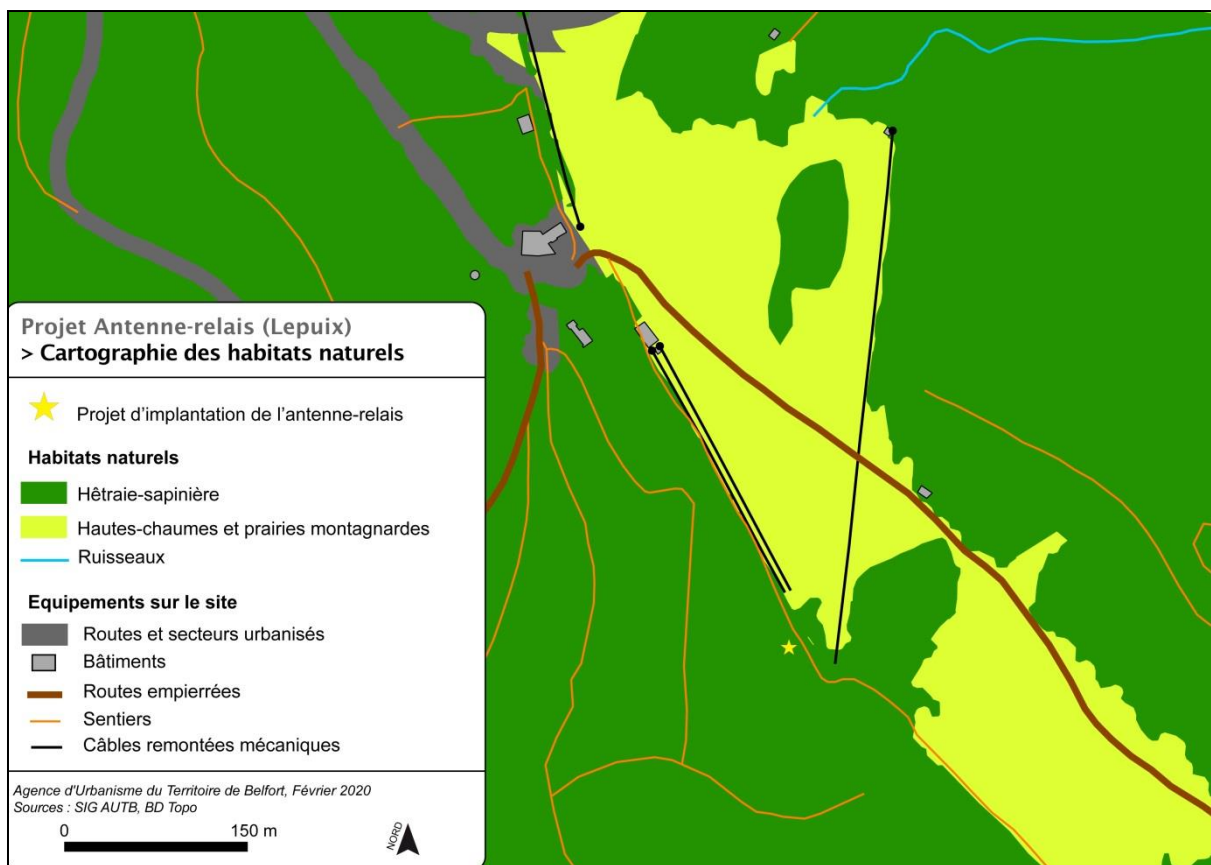 Projet Antenne-relais (Lepuix)
> Cartographie des habitats naturels
Projet d'implantation de l'antenne-relais
Habitats naturels
Hêtraie-sapinière
Hautes-chaumes et prairies montagnardes
Ruisseaux
Equipements sur le site
Routes et secteurs urbanisés
Bâtiments
Routes empierrées
Sentiers
Câbles remontées mécaniques
Agence d'Urbanisme du Territoire de Belfort, Février 2020
Sources : SIG AUTB, BD Topo
0 150 m
NORD